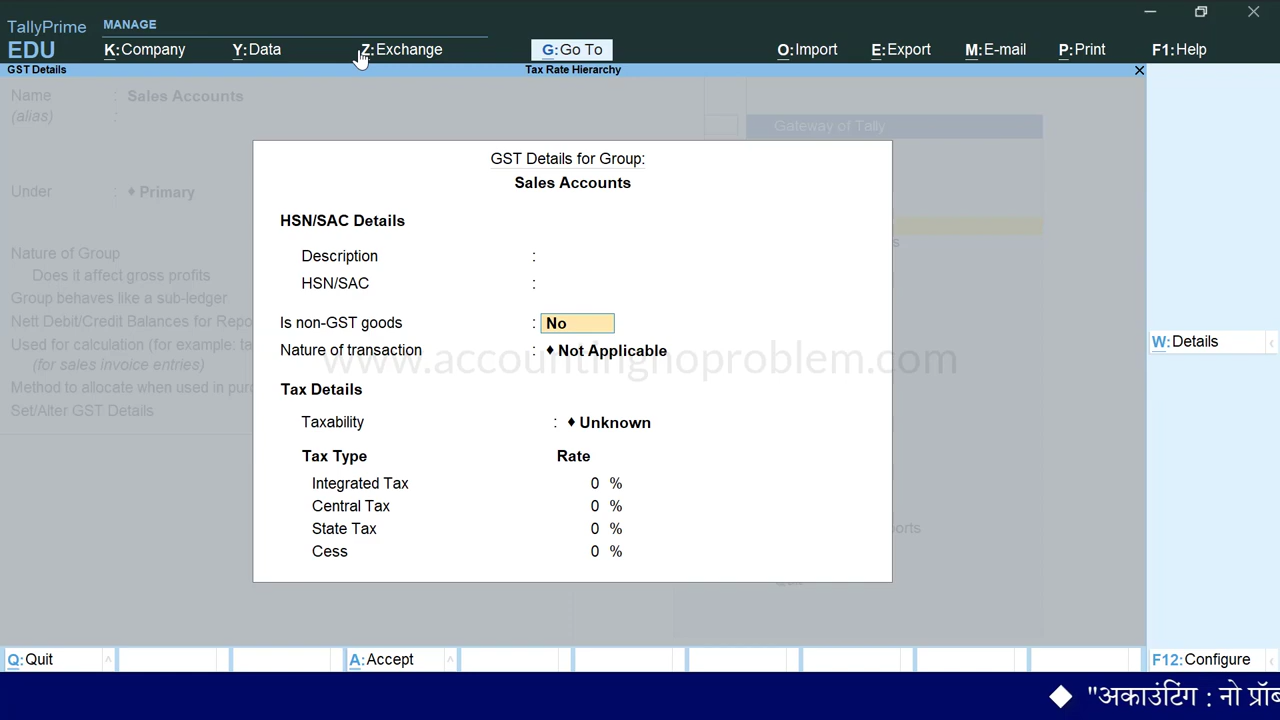 TallyPrime
EDU
MANAGE
K:Company
Y:Data
Z:Exchange
G:Go To
O:Import
E:Export
M:E-mail
P:Print
F1:Help
GST Details
Tax Rate Hierarchy
Name : Sales Accounts
(alias) :
Under : ♦ Primary
Gateway of Tally
Nature of Group
Does it affect gross profits
Group behaves like a sub-ledger
Nett Debit/Credit Balances for Repo
Used for calculation (for example: ta
(for sales invoice entries)
Method to allocate when used in pur
Set/Alter GST Details
GST Details for Group:
Sales Accounts
HSN/SAC Details
Description :
HSN/SAC :
Is non-GST goods : No
Nature of transaction : ♦ Not Applicable
www.accountingnoproblem.com
Tax Details
Taxability : ♦ Unknown
Tax Type Rate
Integrated Tax 0 %
Central Tax 0 %
State Tax 0 %
Cess 0 %
W:Details
Q:Quit
A:Accept
F12:Configure
◆ "अकाउंटिंग : नो प्रॉब